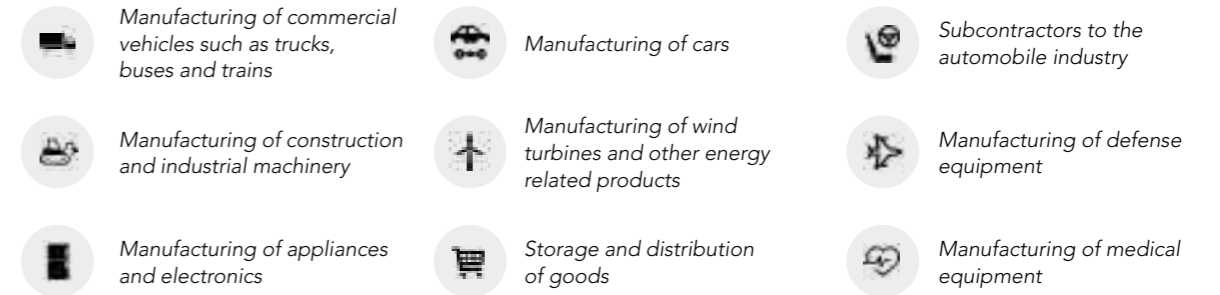 Manufacturing of commercial
vehicles such as trucks,
buses and trains
Manufacturing of cars
Subcontractors to the
automobile industry
Manufacturing of construction
and industrial machinery
Manufacturing of wind
turbines and other energy
related products
Manufacturing of defense
equipment
Manufacturing of appliances
and electronics
Storage and distribution
of goods
Manufacturing of medical
equipment